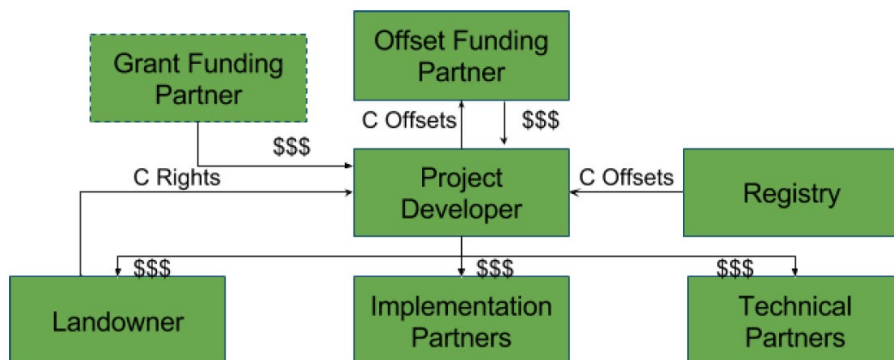 Grant Funding
Partner
Offset Funding
Partner
C Offsets
$$$
$$$
C Rights
Project
Developer
C Offsets
Registry
$$$
$$$
$$$
Landowner
Implementation
Partners
Technical
Partners